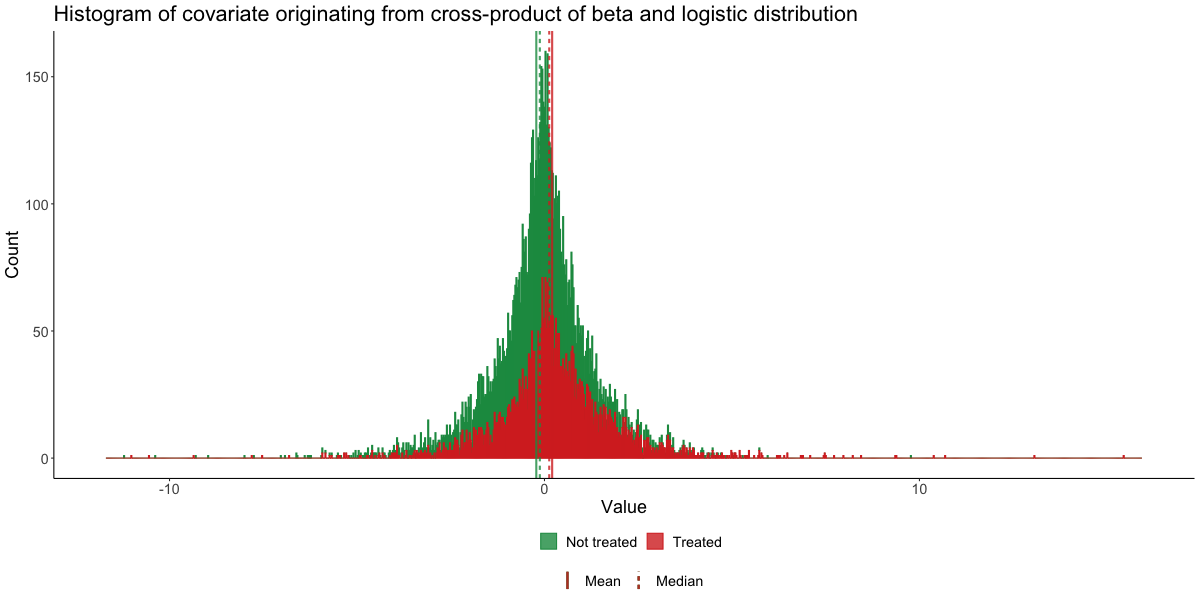 Histogram of covariate originating from cross-product of beta and logistic distribution
Count
150
100
50
0
-10
0
10
Value
Not treated
Treated
Mean
Median